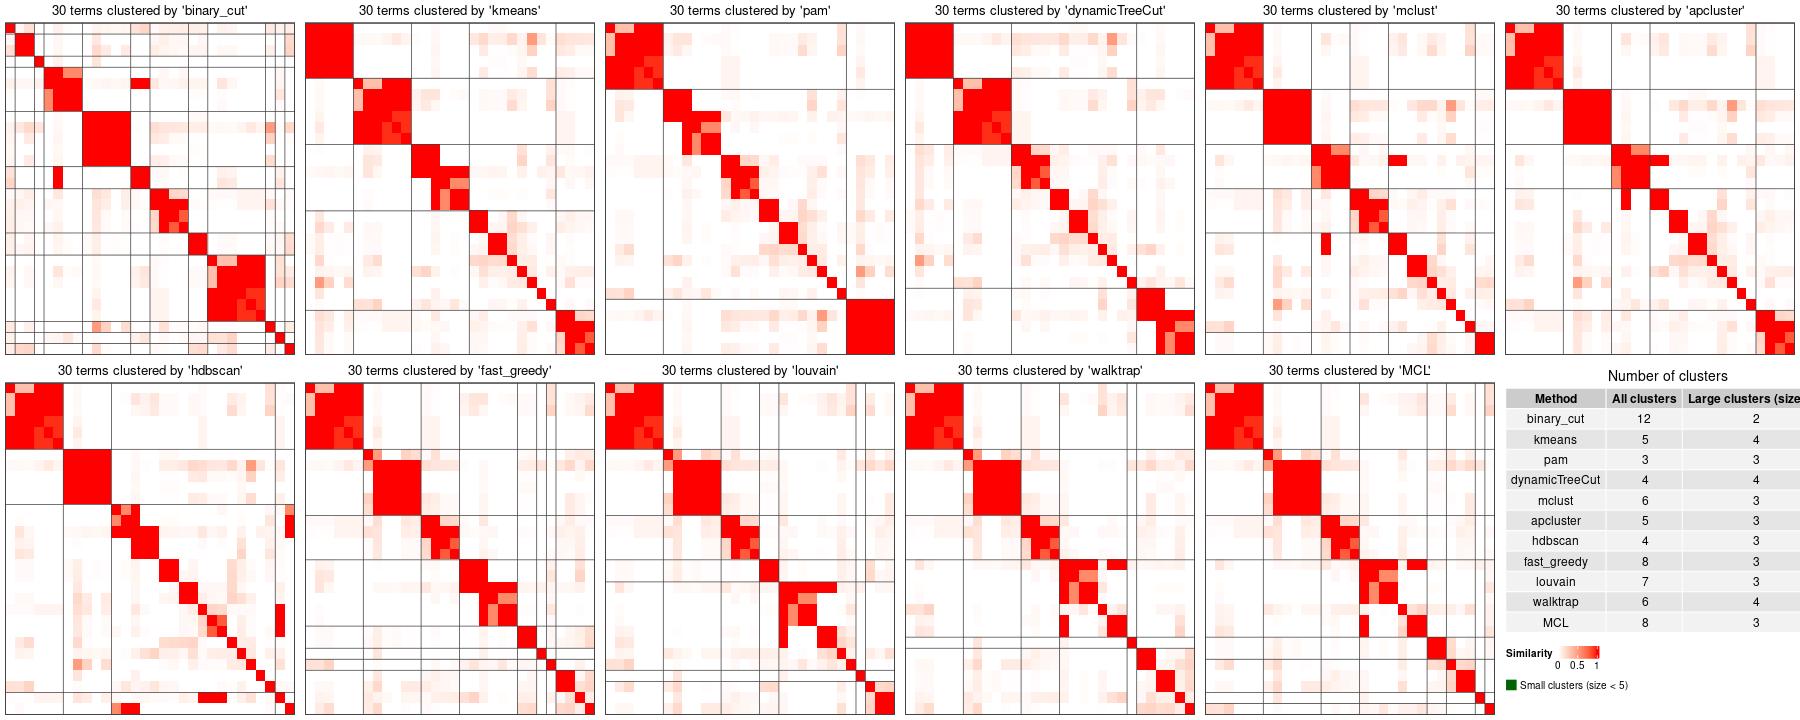 30 terms clustered by 'binary_cut'
30 terms clustered by 'kmeans'
30 terms clustered by 'pam'
30 terms clustered by 'dynamicTreeCut'
30 terms clustered by 'mclust'
30 terms clustered by 'apcluster'
30 terms clustered by 'hdbscan'
30 terms clustered by 'fast_greedy'
30 terms clustered by 'louvain'
30 terms clustered by 'walktrap'
30 terms clustered by 'MCL'
Number of clusters
Method All clusters Large clusters (size
binary_cut 12 2
kmeans 5 4
pam 3 3
dynamicTreeCut 4 4
mclust 6 3
apcluster 5 3
hdbscan 4 3
fast_greedy 8 3
louvain 7 3
walktrap 6 4
MCL 8 3
Similarity
0 0.5 1
Small clusters (size < 5)